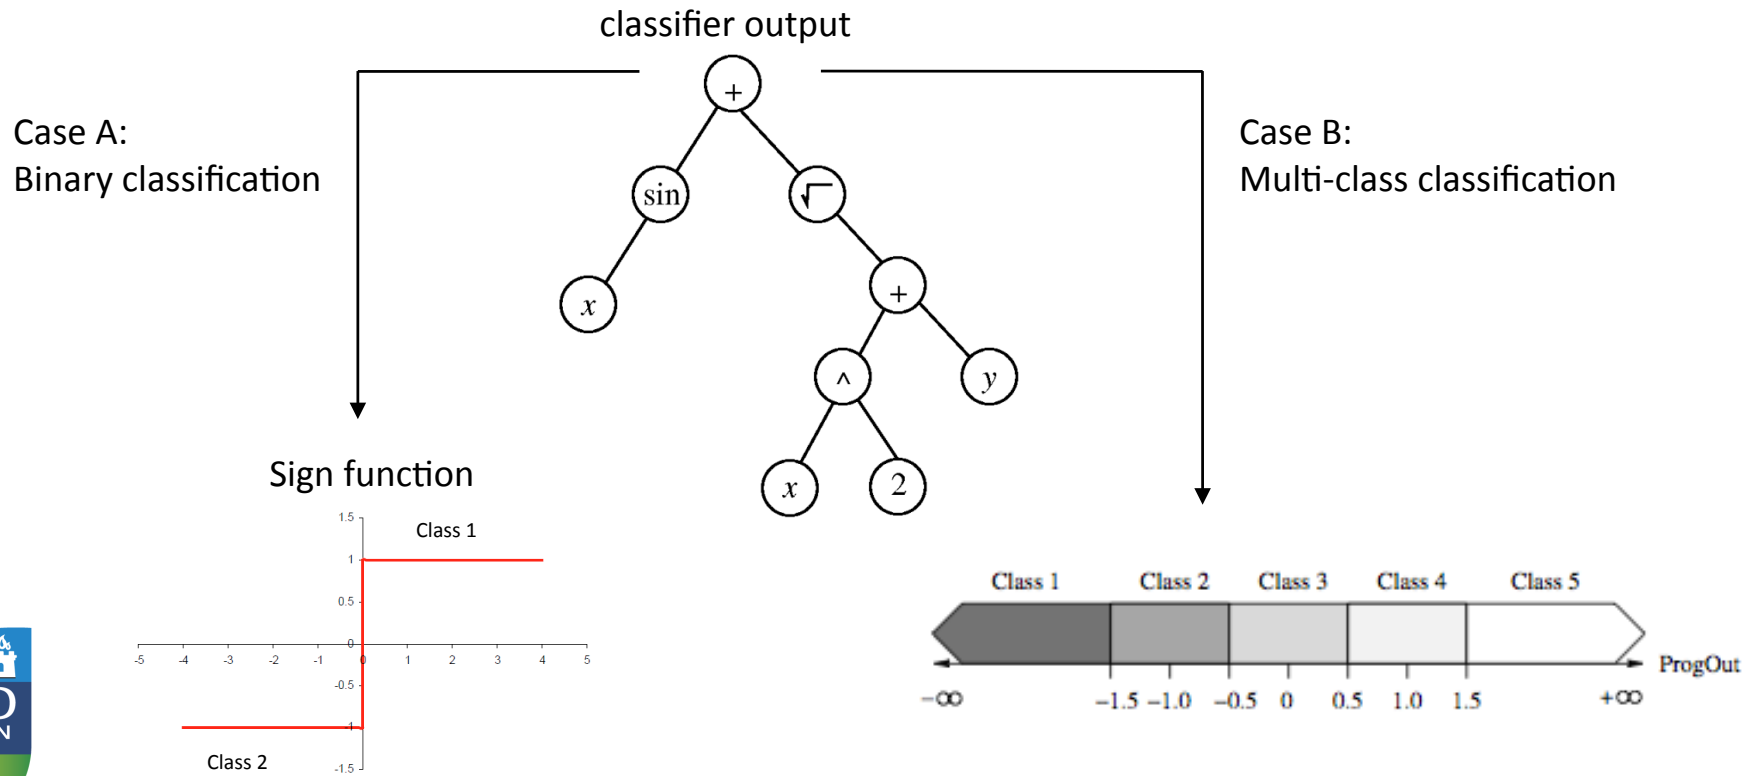 classifier output
Case A:
Binary classification
Case B:
Multi-class classification
+
sin
√
x
+
^
y
x
2
Sign function
1.5
Class 1
1
0.5
0
-5 -4 -3 -2 -1 0 1 2 3 4 5
-0.5
-1
Class 2
-1.5
Class 1 Class 2 Class 3 Class 4 Class 5
ProgOut
−∞ −1.5 −1.0 −0.5 0 0.5 1.0 1.5 +∞
D
N